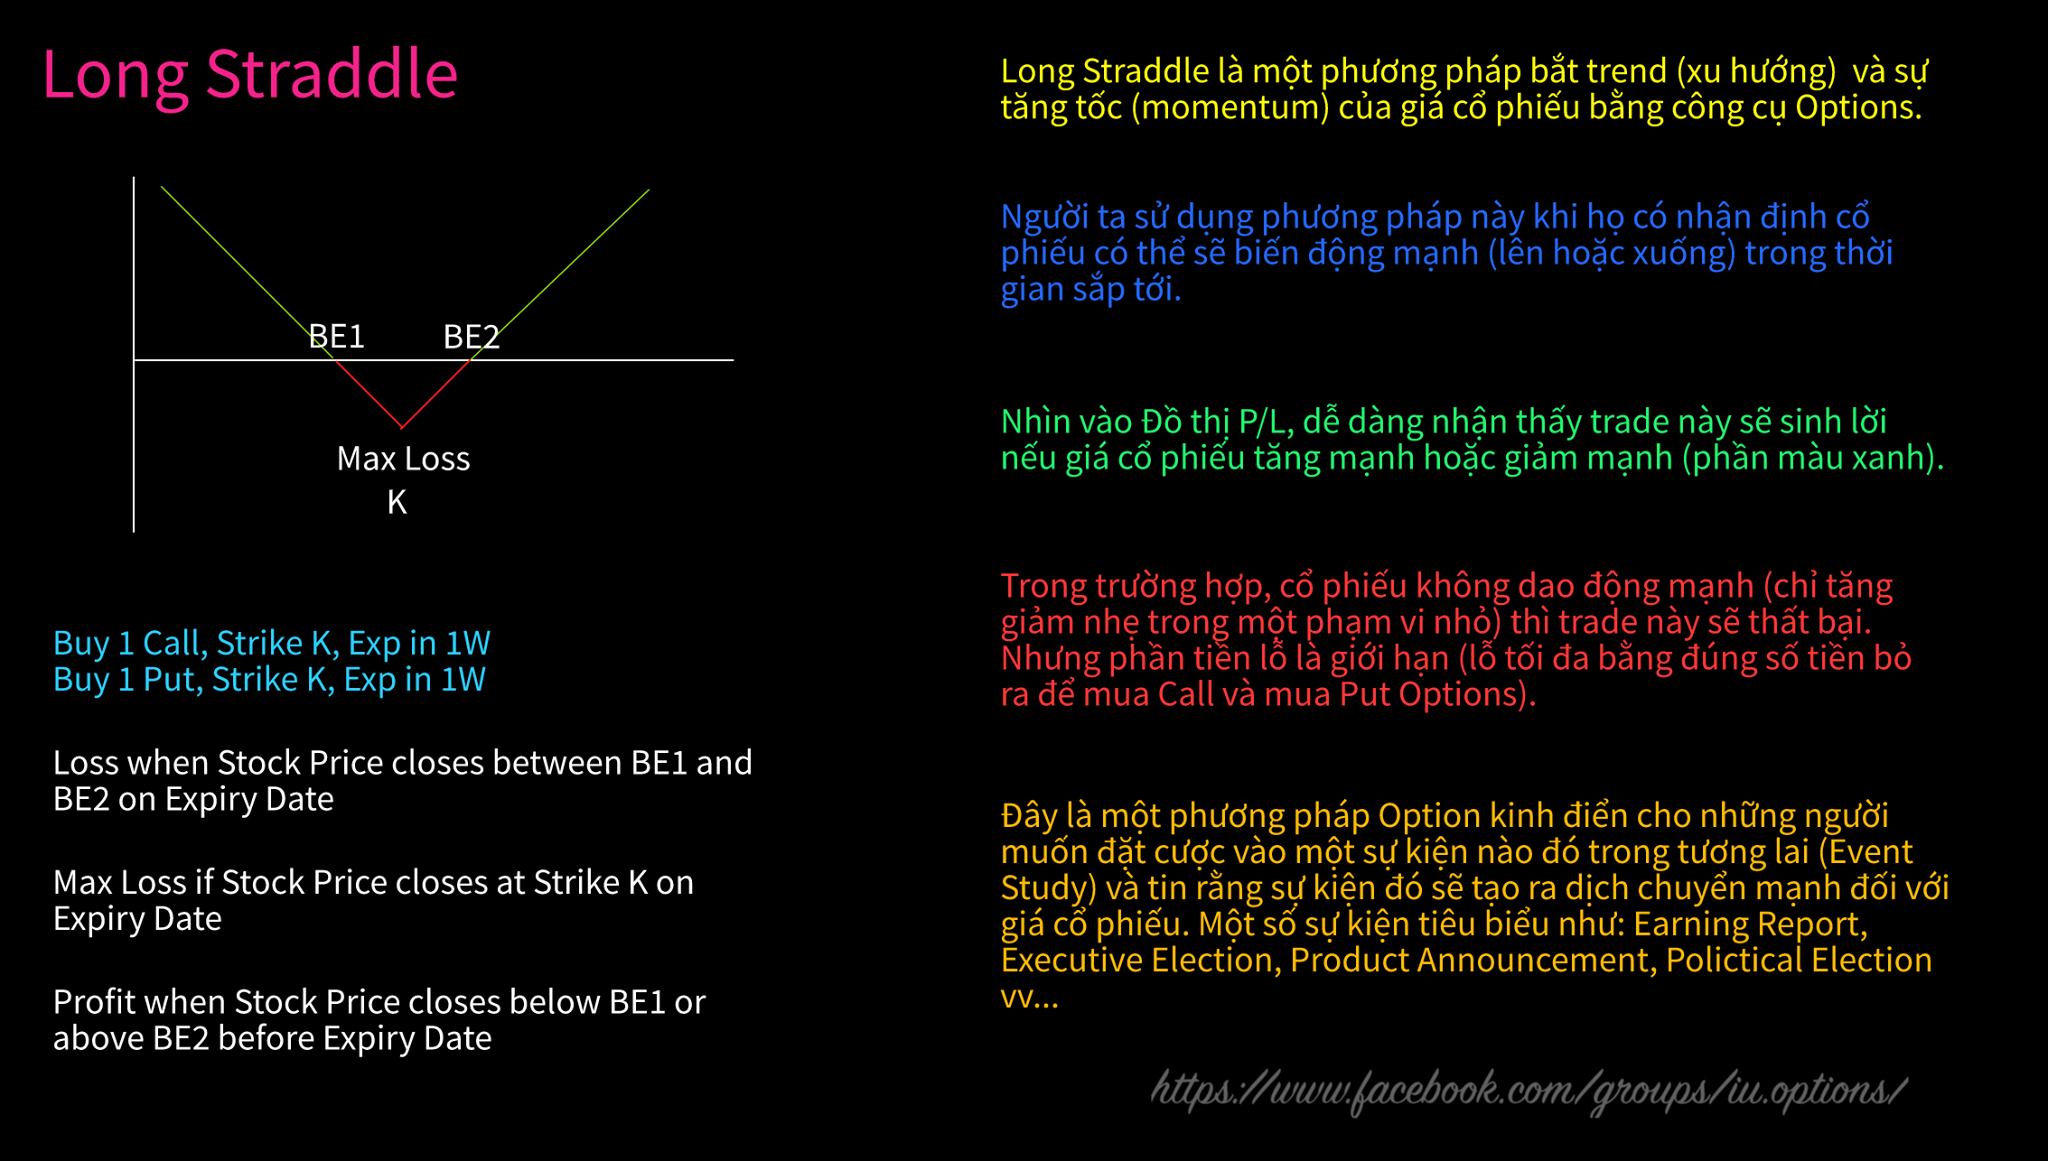 Long Straddle
BE1
BE2
Max Loss
K
Buy 1 Call, Strike K, Exp in 1W
Buy 1 Put, Strike K, Exp in 1W
Loss when Stock Price closes between BE1 and
BE2 on Expiry Date
Max Loss if Stock Price closes at Strike K on
Expiry Date
Profit when Stock Price closes below BE1 or
above BE2 before Expiry Date
Long Straddle là một phương pháp bắt trend (xu hướng)  và sự
tăng tốc (momentum) của giá cổ phiếu bằng công cụ Options.
Người ta sử dụng phương pháp này khi họ có nhận định cổ
phiếu có thể sẽ biến động mạnh (lên hoặc xuống) trong thời
gian sắp tới.
Nhìn vào Đồ thị P/L, dễ dàng nhận thấy trade này sẽ sinh lời
nếu giá cổ phiếu tăng mạnh hoặc giảm mạnh (phần màu xanh).
Trong trường hợp, cổ phiếu không dao động mạnh (chỉ tăng
giảm nhẹ trong một phạm vi nhỏ) thì trade này sẽ thất bại.
Nhưng phần tiền lỗ là giới hạn (lỗ tối đa bằng đúng số tiền bỏ
ra để mua Call và mua Put Options).
Đây là một phương pháp Option kinh điển cho những người
muốn đặt cược vào một sự kiện nào đó trong tương lai (Event
Study) và tin rằng sự kiện đó sẽ tạo ra dịch chuyển mạnh đối với
giá cổ phiếu. Một số sự kiện tiêu biểu như: Earning Report,
Executive Election, Product Announcement, Polictical Election
vv...
https://www.facebook.com/groups/iu.options/